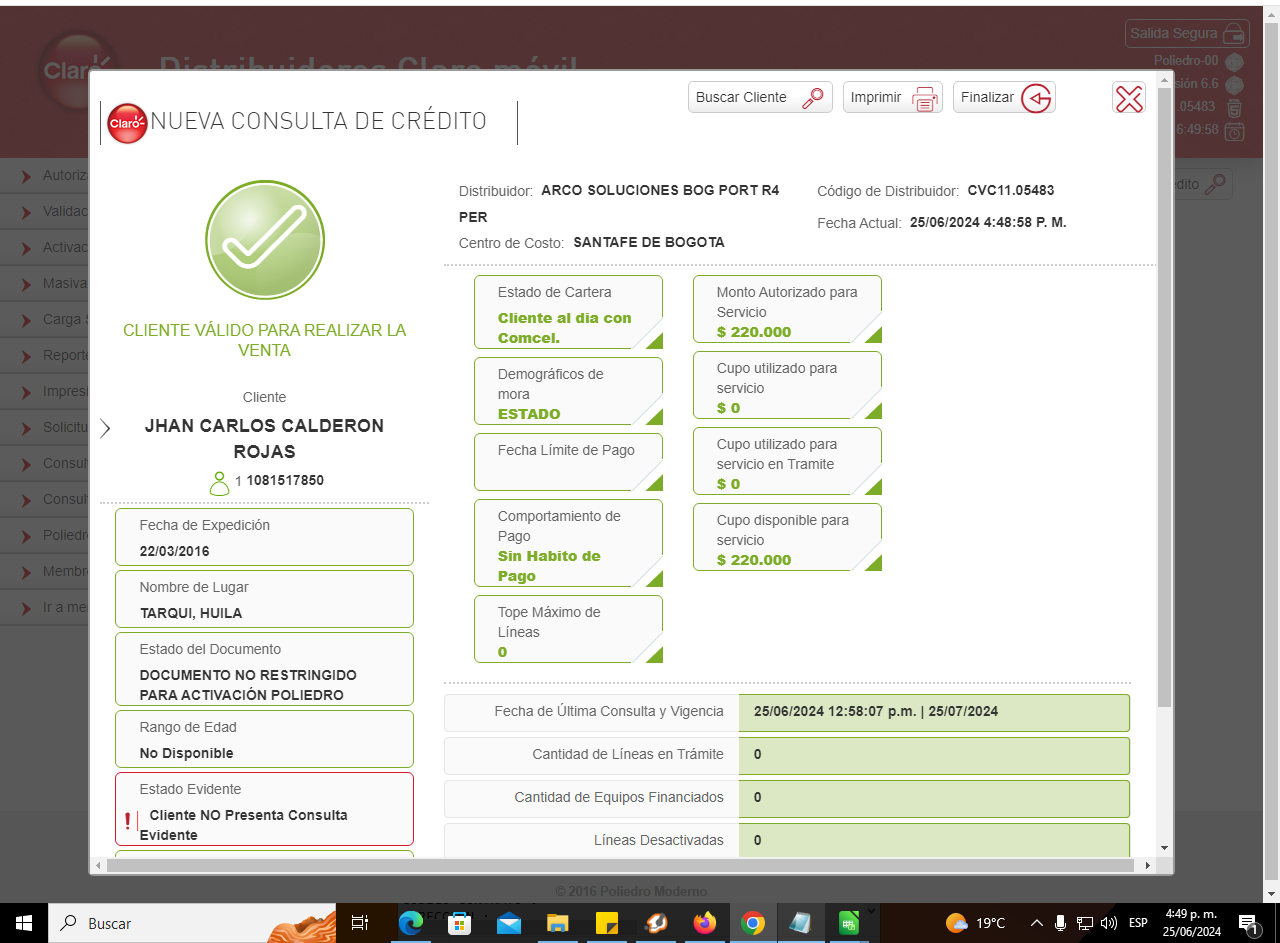 Salida Segura
Claro
Distribuidores Claro móvil
Poliedro-00
sión 6.6
.05483
6:49:58
Buscar Cliente
Imprimir
Finalizar
Claro
NUEVA CONSULTA DE CRÉDITO
Autoriz
Validac
Activac
Masiva
Carga S
Reporte
Impresi
Solicitu
Consul
Consul
Poliedr
Membr
Ir a me
édito
CLIENTE VÁLIDO PARA REALIZAR LA
VENTA
Cliente
JHAN CARLOS CALDERON
ROJAS
1 1081517850
Fecha de Expedición
22/03/2016
Nombre de Lugar
TARQUI, HUILA
Estado del Documento
DOCUMENTO NO RESTRINGIDO
PARA ACTIVACIÓN POLIEDRO
Rango de Edad
No Disponible
Estado Evidente
! Cliente NO Presenta Consulta
Evidente
Distribuidor: ARCO SOLUCIONES BOG PORT R4
PER
Centro de Costo: SANTAFE DE BOGOTA
Código de Distribuidor: CVC11.05483
Fecha Actual: 25/06/2024 4:48:58 P. M.
Estado de Cartera
Cliente al dia con
Comcel.
Demográficos de
mora
ESTADO
Fecha Límite de Pago
Comportamiento de
Pago
Sin Habito de
Pago
Tope Máximo de
Líneas
0
Monto Autorizado para
Servicio
$ 220.000
Cupo utilizado para
servicio
$ 0
Cupo utilizado para
servicio en Tramite
$ 0
Cupo disponible para
servicio
$ 220.000
Fecha de Última Consulta y Vigencia 25/06/2024 12:58:07 p.m. | 25/07/2024
Cantidad de Líneas en Trámite 0
Cantidad de Equipos Financiados 0
Líneas Desactivadas 0
© 2016 Poliedro Moderno
Buscar
19°C
ESP
4:49 p. m.
25/06/2024
1